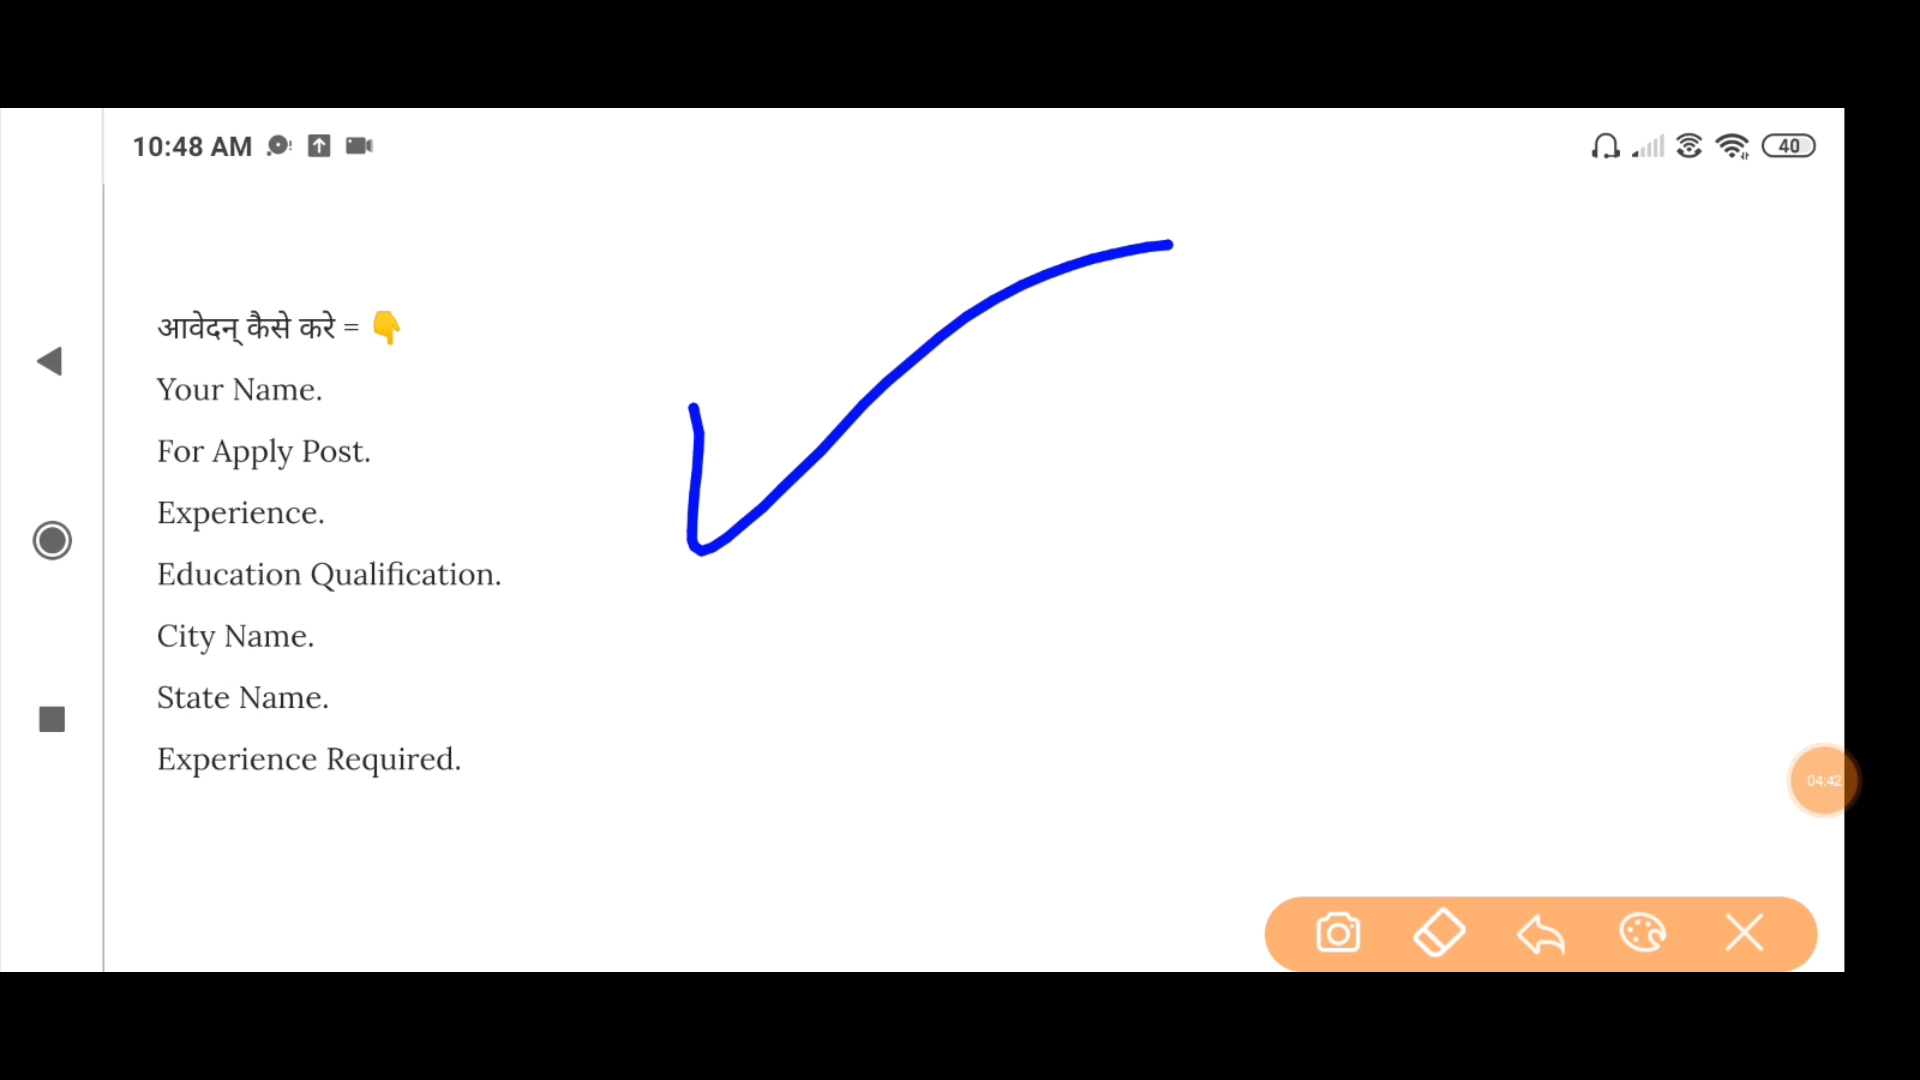 10:48 AM
40
आवेदन् कैसे करे = 👇
Your Name.
For Apply Post.
Experience.
Education Qualification.
City Name.
State Name.
Experience Required.
04:42